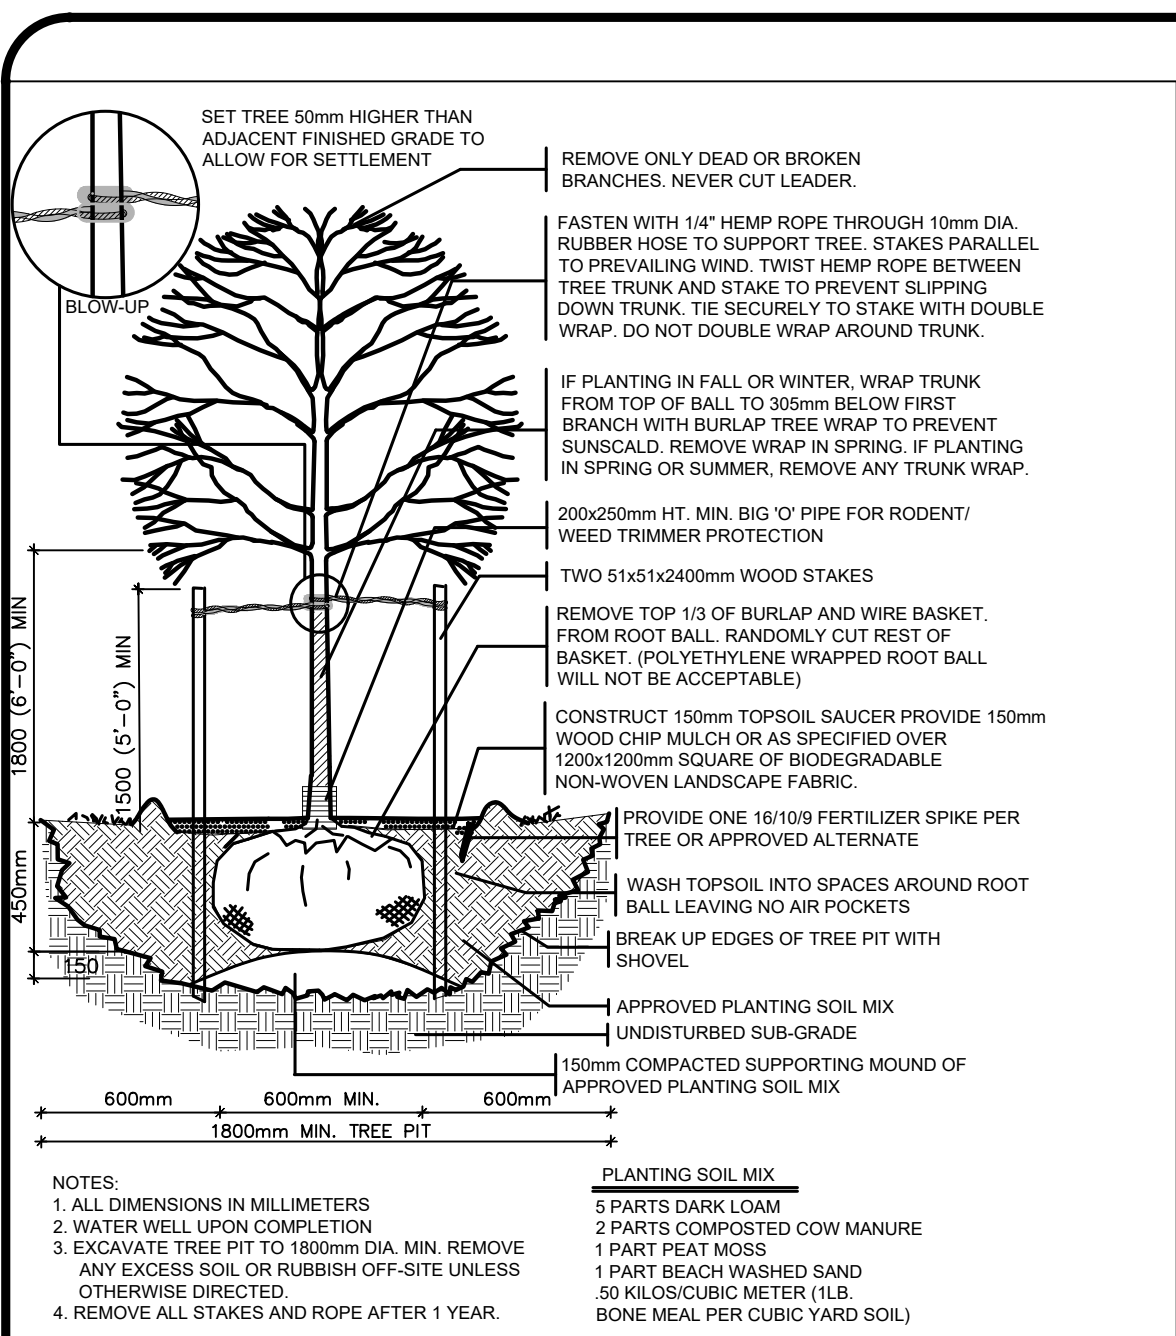 SET TREE 50mm HIGHER THAN
ADJACENT FINISHED GRADE TO
ALLOW FOR SETTLEMENT
BLOW-UP
REMOVE ONLY DEAD OR BROKEN
BRANCHES. NEVER CUT LEADER.
FASTEN WITH 1/4" HEMP ROPE THROUGH 10mm DIA.
RUBBER HOSE TO SUPPORT TREE. STAKES PARALLEL
TO PREVAILING WIND. TWIST HEMP ROPE BETWEEN
TREE TRUNK AND STAKE TO PREVENT SLIPPING
DOWN TRUNK. TIE SECURELY TO STAKE WITH DOUBLE
WRAP. DO NOT DOUBLE WRAP AROUND TRUNK.
IF PLANTING IN FALL OR WINTER, WRAP TRUNK
FROM TOP OF BALL TO 305mm BELOW FIRST
BRANCH WITH BURLAP TREE WRAP TO PREVENT
SUNSCALD. REMOVE WRAP IN SPRING. IF PLANTING
IN SPRING OR SUMMER, REMOVE ANY TRUNK WRAP.
200x250mm HT. MIN. BIG 'O' PIPE FOR RODENT/
WEED TRIMMER PROTECTION
TWO 51x51x2400mm WOOD STAKES
REMOVE TOP 1/3 OF BURLAP AND WIRE BASKET.
FROM ROOT BALL. RANDOMLY CUT REST OF
BASKET. (POLYETHYLENE WRAPPED ROOT BALL
WILL NOT BE ACCEPTABLE)
CONSTRUCT 150mm TOPSOIL SAUCER PROVIDE 150mm
WOOD CHIP MULCH OR AS SPECIFIED OVER
1200x1200mm SQUARE OF BIODEGRADABLE
NON-WOVEN LANDSCAPE FABRIC.
PROVIDE ONE 16/10/9 FERTILIZER SPIKE PER
TREE OR APPROVED ALTERNATE
WASH TOPSOIL INTO SPACES AROUND ROOT
BALL LEAVING NO AIR POCKETS
BREAK UP EDGES OF TREE PIT WITH
SHOVEL
APPROVED PLANTING SOIL MIX
UNDISTURBED SUB-GRADE
150mm COMPACTED SUPPORTING MOUND OF
APPROVED PLANTING SOIL MIX
1800 (6'-0") MIN
1500 (5'-0") MIN
450mm
150
600mm 600mm MIN. 600mm
1800mm MIN. TREE PIT
NOTES:
1. ALL DIMENSIONS IN MILLIMETERS
2. WATER WELL UPON COMPLETION
3. EXCAVATE TREE PIT TO 1800mm DIA. MIN. REMOVE
ANY EXCESS SOIL OR RUBBISH OFF-SITE UNLESS
OTHERWISE DIRECTED.
4. REMOVE ALL STAKES AND ROPE AFTER 1 YEAR.
PLANTING SOIL MIX
5 PARTS DARK LOAM
2 PARTS COMPOSTED COW MANURE
1 PART PEAT MOSS
1 PART BEACH WASHED SAND
.50 KILOS/CUBIC METER (1LB.
BONE MEAL PER CUBIC YARD SOIL)